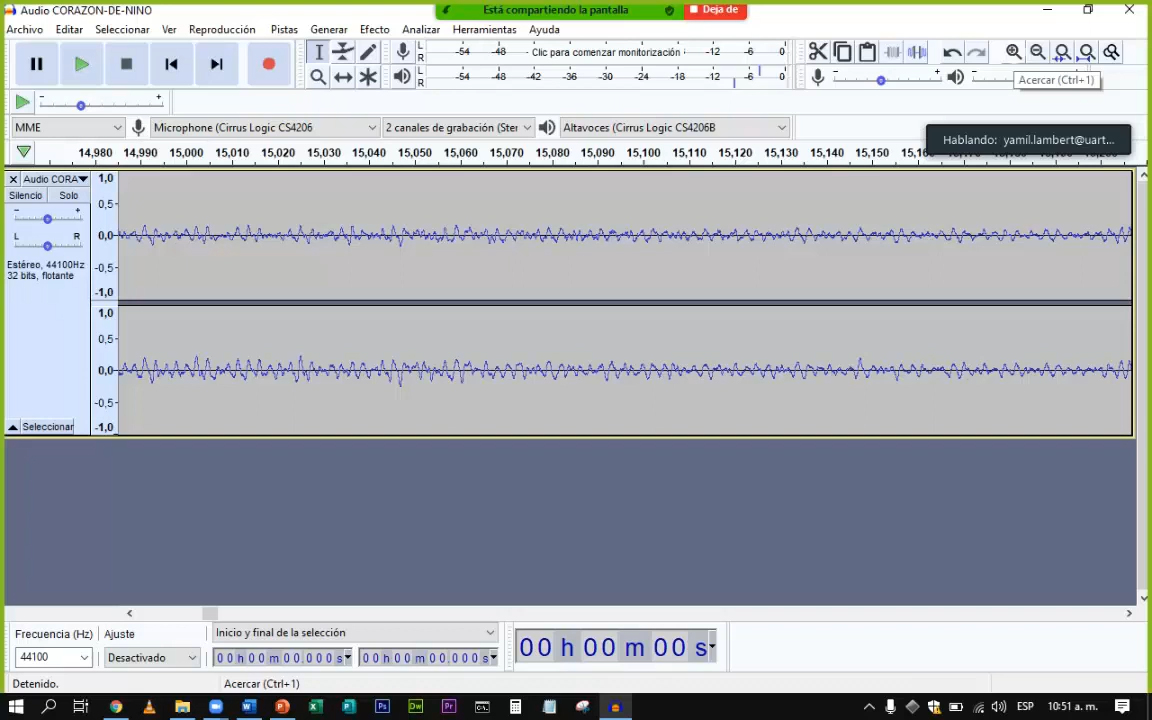 Audio CORAZON-DE-NINO
Está compartiendo la pantalla
Deja de
Archivo Editar Seleccionar Ver Reproducción Pistas Generar Efecto Analizar Herramientas Ayuda
L
R
-54 -48 - Clic para comenzar monitorización -12 -6 0
L
R
-54 -48 -42 -36 -30 -24 -18 -12 -6 0
Acercar (Ctrl+1)
MME
Microphone (Cirrus Logic CS4206
2 canales de grabación (Ster
Altavoces (Cirrus Logic CS4206B
Hablando: yamil.lambert@uart...
14,980 14,990 15,000 15,010 15,020 15,030 15,040 15,050 15,060 15,070 15,080 15,090 15,100 15,110 15,120 15,130 15,140 15,150
Audio CORA
Silencio Solo
L R
Estéreo, 44100Hz
32 bits, flotante
Seleccionar
1,0
0,5
0,0
-0,5
-1,0
1,0
0,5
0,0
-0,5
-1,0
Frecuencia (Hz) Ajuste
Inicio y final de la selección
44100
Desactivado
00 h 00 m 00.000 s
00 h 00 m 00.000 s
00 h 00 m 00 s
Detenido.
Acercar (Ctrl+1)
ESP
10:51 a. m.